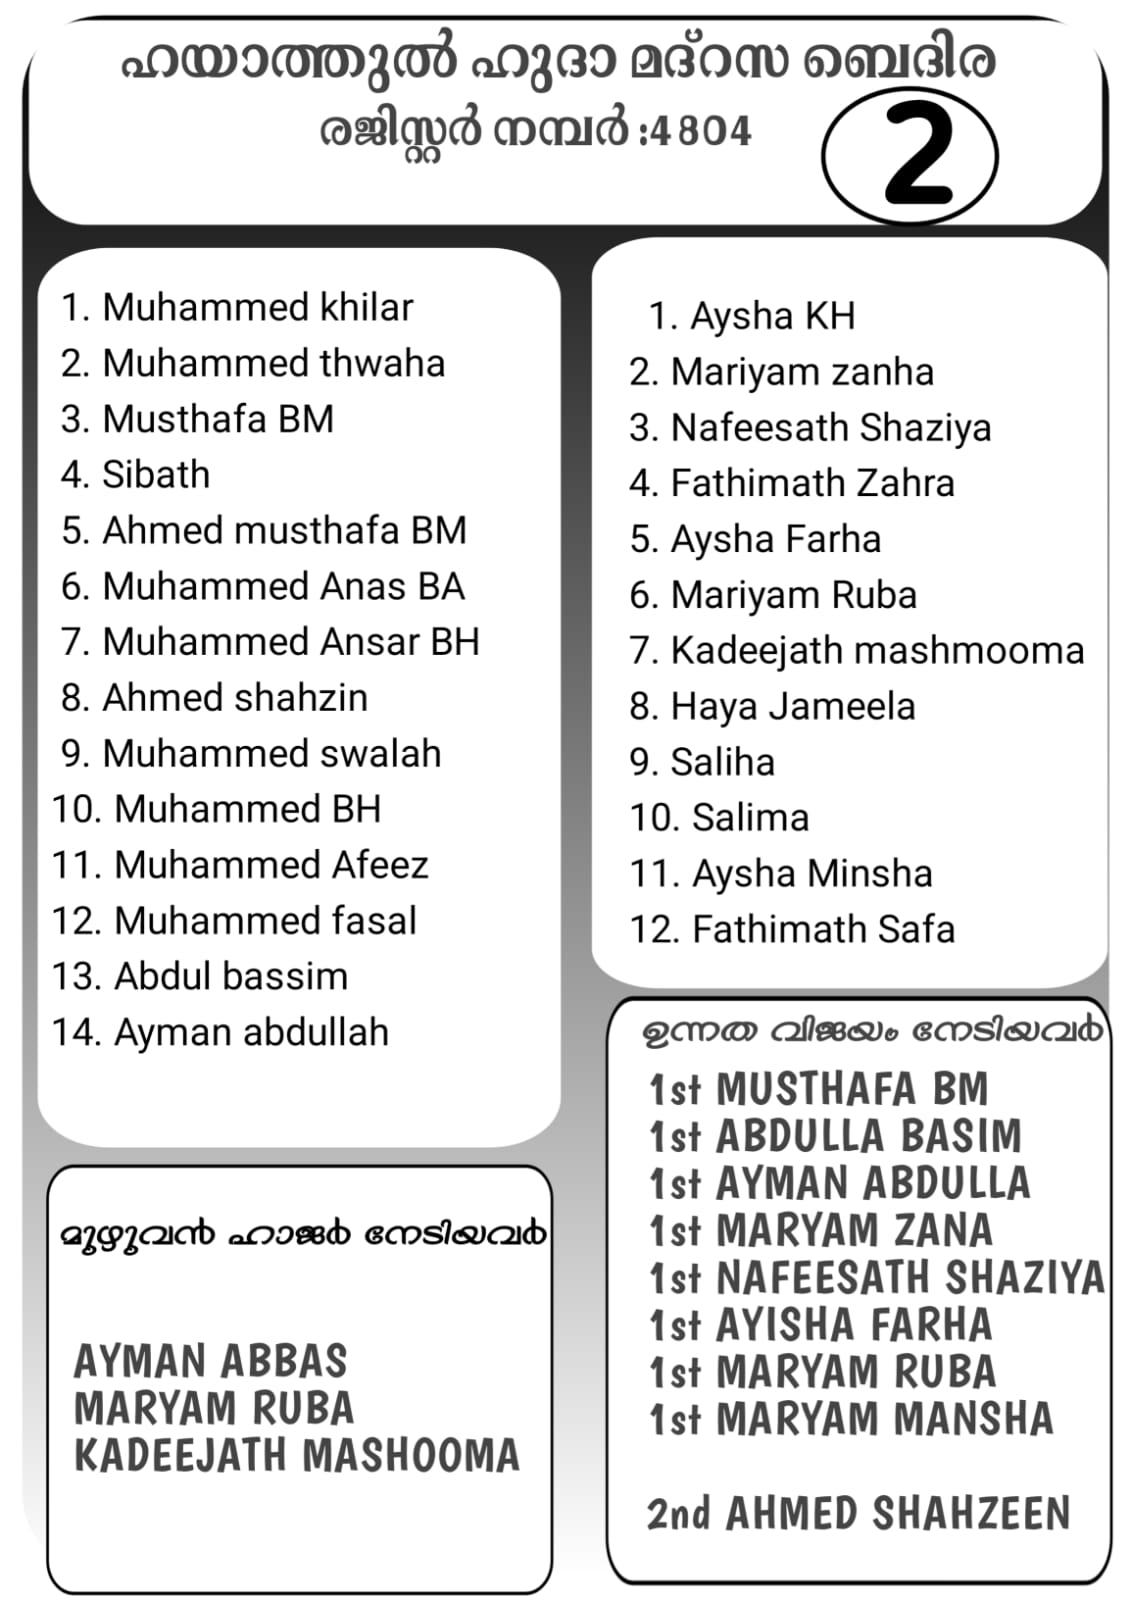 ഹയാത്തുൽ ഹുദാ മദ്റസ ബെദിര
രജിസ്റ്റർ നമ്പർ :4804
2
1. Muhammed khilar
2. Muhammed thwaha
3. Musthafa BM
4. Sibath
5. Ahmed musthafa BM
6. Muhammed Anas BA
7. Muhammed Ansar BH
8. Ahmed shahzin
9. Muhammed swalah
10. Muhammed BH
11. Muhammed Afeez
12. Muhammed fasal
13. Abdul bassim
14. Ayman abdullah
1. Aysha KH
2. Mariyam zanha
3. Nafeesath Shaziya
4. Fathimath Zahra
5. Aysha Farha
6. Mariyam Ruba
7. Kadeejath mashmooma
8. Haya Jameela
9. Saliha
10. Salima
11. Aysha Minsha
12. Fathimath Safa
മുഴുവൻ ഹാജർ നേടിയവർ
AYMAN ABBAS
MARYAM RUBA
KADEEJATH MASHOOMA
ഉന്നത വിജയം നേടിയവർ
1st MUSTHAFA BM
1st ABDULLA BASIM
1st AYMAN ABDULLA
1st MARYAM ZANA
1st NAFEESATH SHAZIYA
1st AYISHA FARHA
1st MARYAM RUBA
1st MARYAM MANSHA
2nd AHMED SHAHZEEN